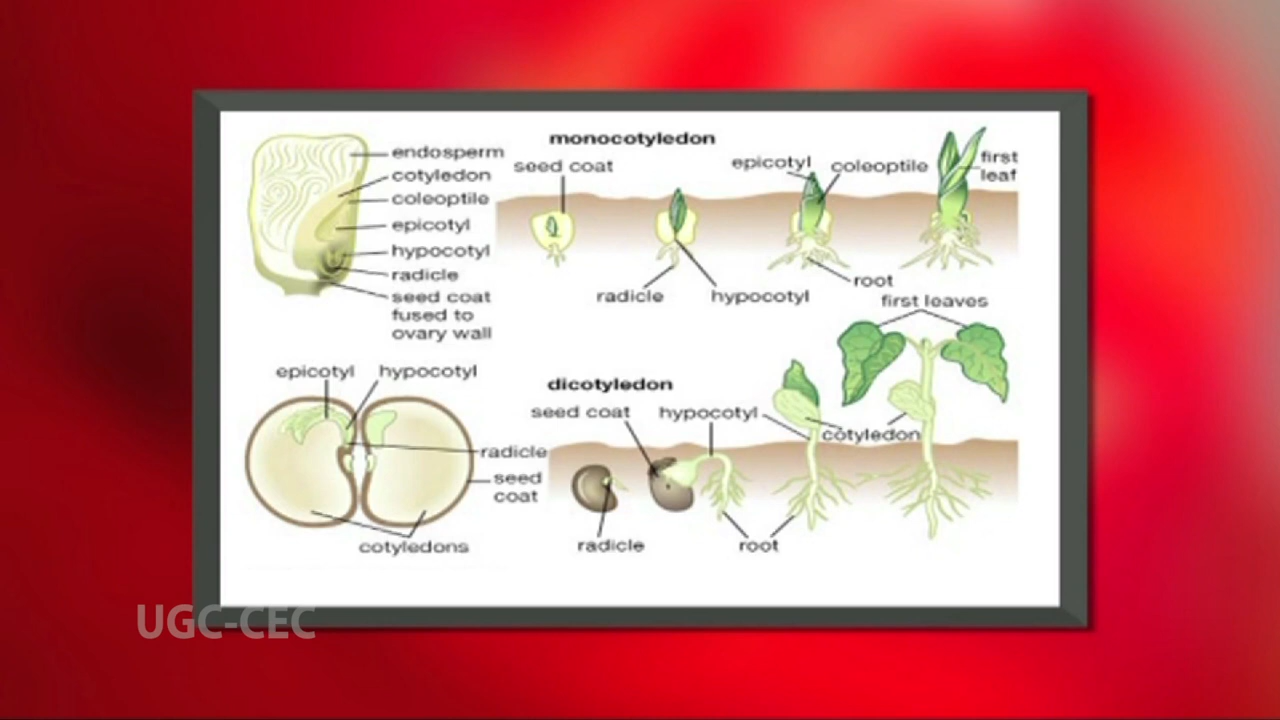 monocotyledon
endosperm
cotyledon
coleoptile
epicotyl
hypocotyl
radicle
seed coat
fused to
ovary wall
seed coat
epicotyl
coleoptile
first
leaf
radicle
hypocotyl
root
first leaves
epicotyl
hypocotyl
radicle
seed
coat
cotyledons
dicotyledon
seed coat
hypocotyl
cotyledon
radicle
root
UGC-CEC